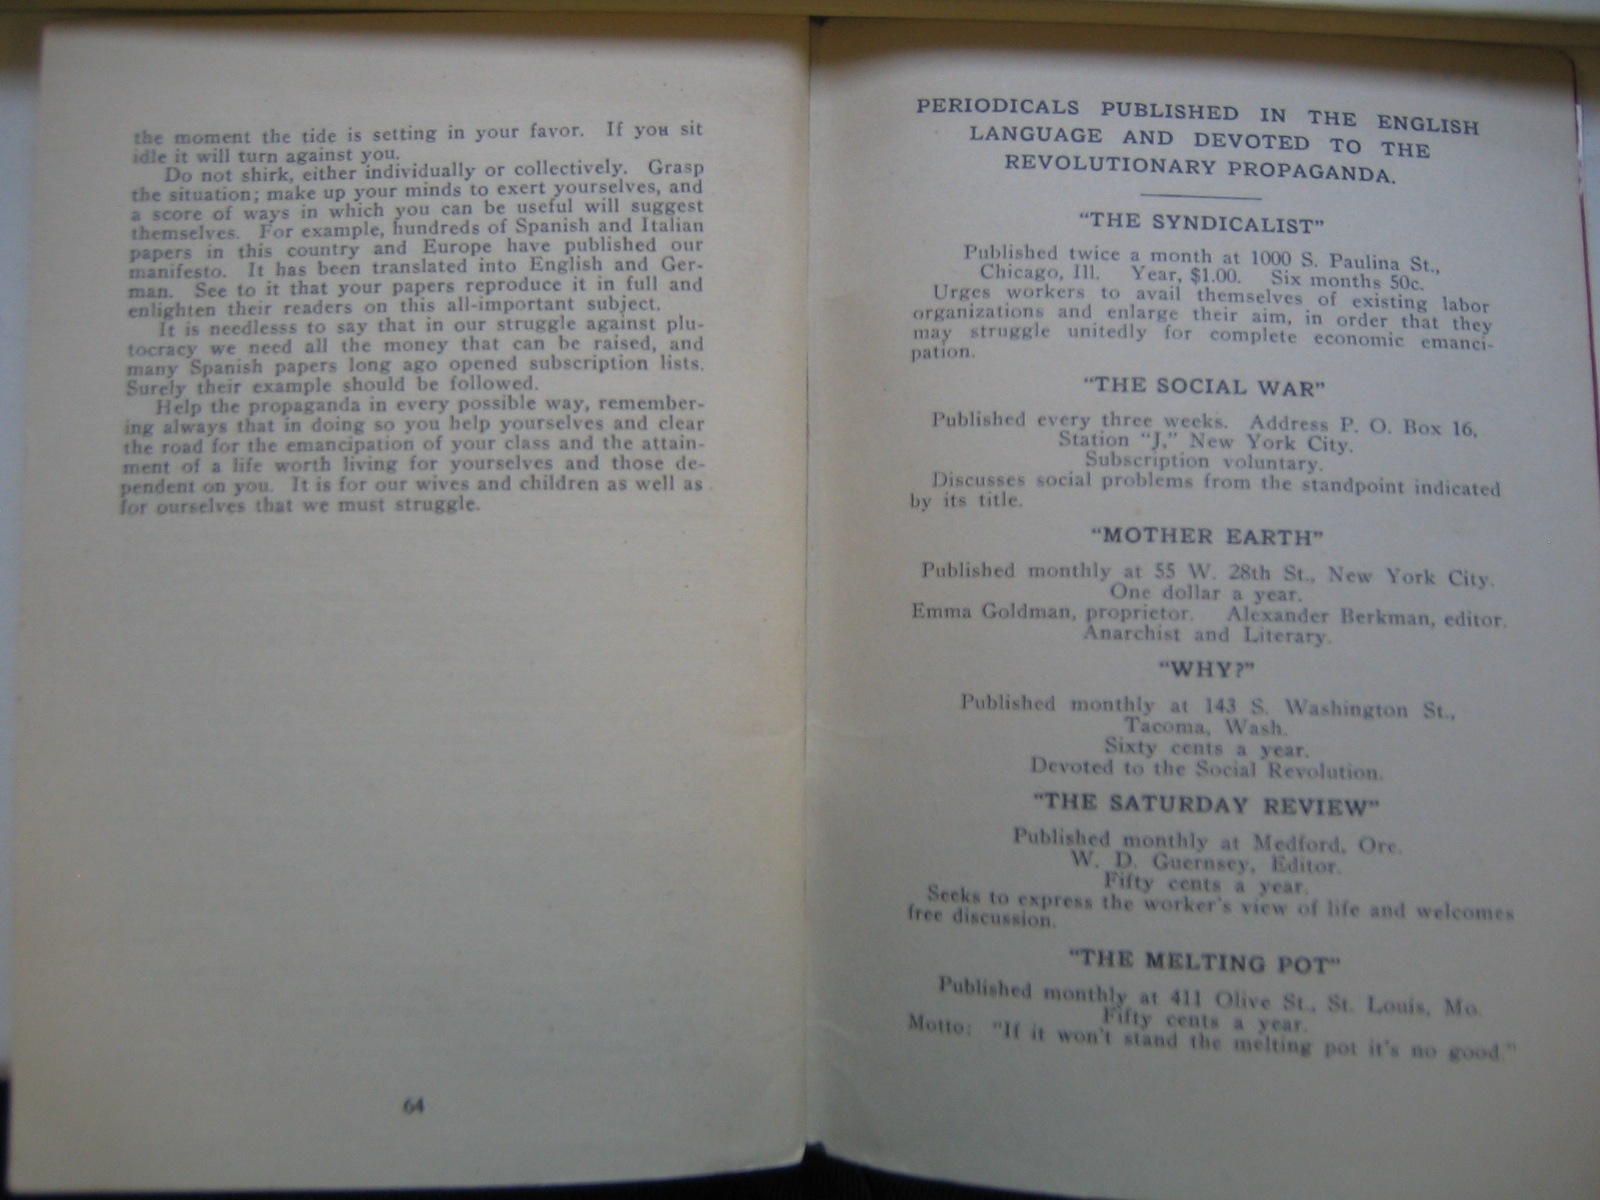 the moment the tide is setting in your favor. If you sit
idle it will turn against you.
Do not shirk, either individually or collectively. Grasp
the situation; make up your minds to exert yourselves, and
a score of ways in which you can be useful will suggest
themselves. For example, hundreds of Spanish and Italian
papers in this country and Europe have published our
manifesto. It has been translated into English and Ger-
man. See to it that your papers reproduce it in full and
enlighten their readers on this all-important subject.
It is needlesss to say that in our struggle against plu-
tocracy we need all the money that can be raised, and
many Spanish papers long ago opened subscription lists.
Surely their example should be followed.
Help the propaganda in every possible way, remember-
ing always that in doing so you help yourselves and clear
the road for the emancipation of your class and the attain-
ment of a life worth living for yourselves and those de-
pendent on you. It is for our wives and children as well as
for ourselves that we must struggle.
64
PERIODICALS PUBLISHED IN THE ENGLISH
LANGUAGE AND DEVOTED TO THE
REVOLUTIONARY PROPAGANDA.
"THE SYNDICALIST"
Published twice a month at 1000 S. Paulina St.,
Chicago, Ill. Year, $1.00. Six months 50c.
Urges workers to avail themselves of existing labor
organizations and enlarge their aim, in order that they
may struggle unitedly for complete economic emanci-
pation.
"THE SOCIAL WAR"
Published every three weeks. Address P. O. Box 16,
Station "J," New York City.
Subscription voluntary.
Discusses social problems from the standpoint indicated
by its title.
"MOTHER EARTH"
Published monthly at 55 W. 28th St., New York City.
One dollar a year.
Emma Goldman, proprietor. Alexander Berkman, editor.
Anarchist and Literary.
"WHY?"
Published monthly at 143 S. Washington St.,
Tacoma, Wash.
Sixty cents a year.
Devoted to the Social Revolution.
"THE SATURDAY REVIEW"
Published monthly at Medford, Ore.
W. D. Guernsey, Editor.
Fifty cents a year.
Seeks to express the worker's view of life and welcomes
free discussion.
"THE MELTING POT"
Published monthly at 411 Olive St., St. Louis, Mo.
Fifty cents a year.
Motto: "If it won't stand the melting pot it's no good."